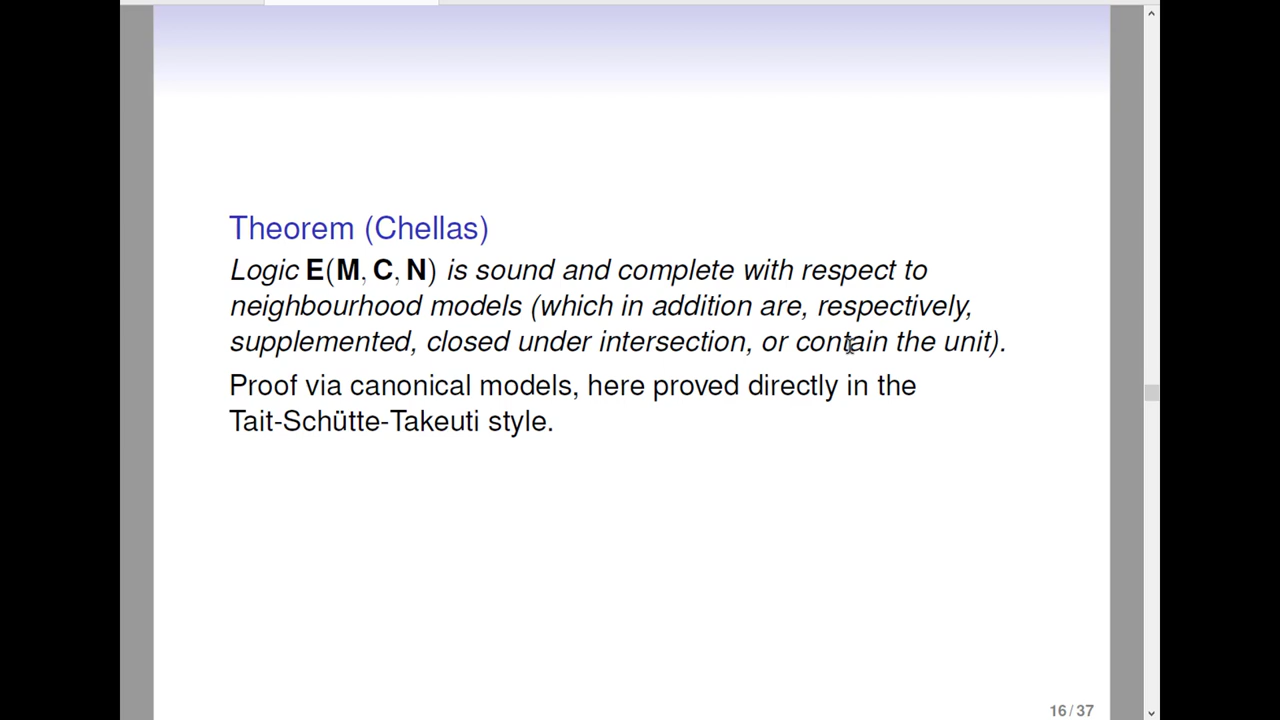 Theorem (Chellas)
Logic E(M, C, N) is sound and complete with respect to
neighbourhood models (which in addition are, respectively,
supplemented, closed under intersection, or contain the unit).
Proof via canonical models, here proved directly in the
Tait-Schütte-Takeuti style.
16 / 37